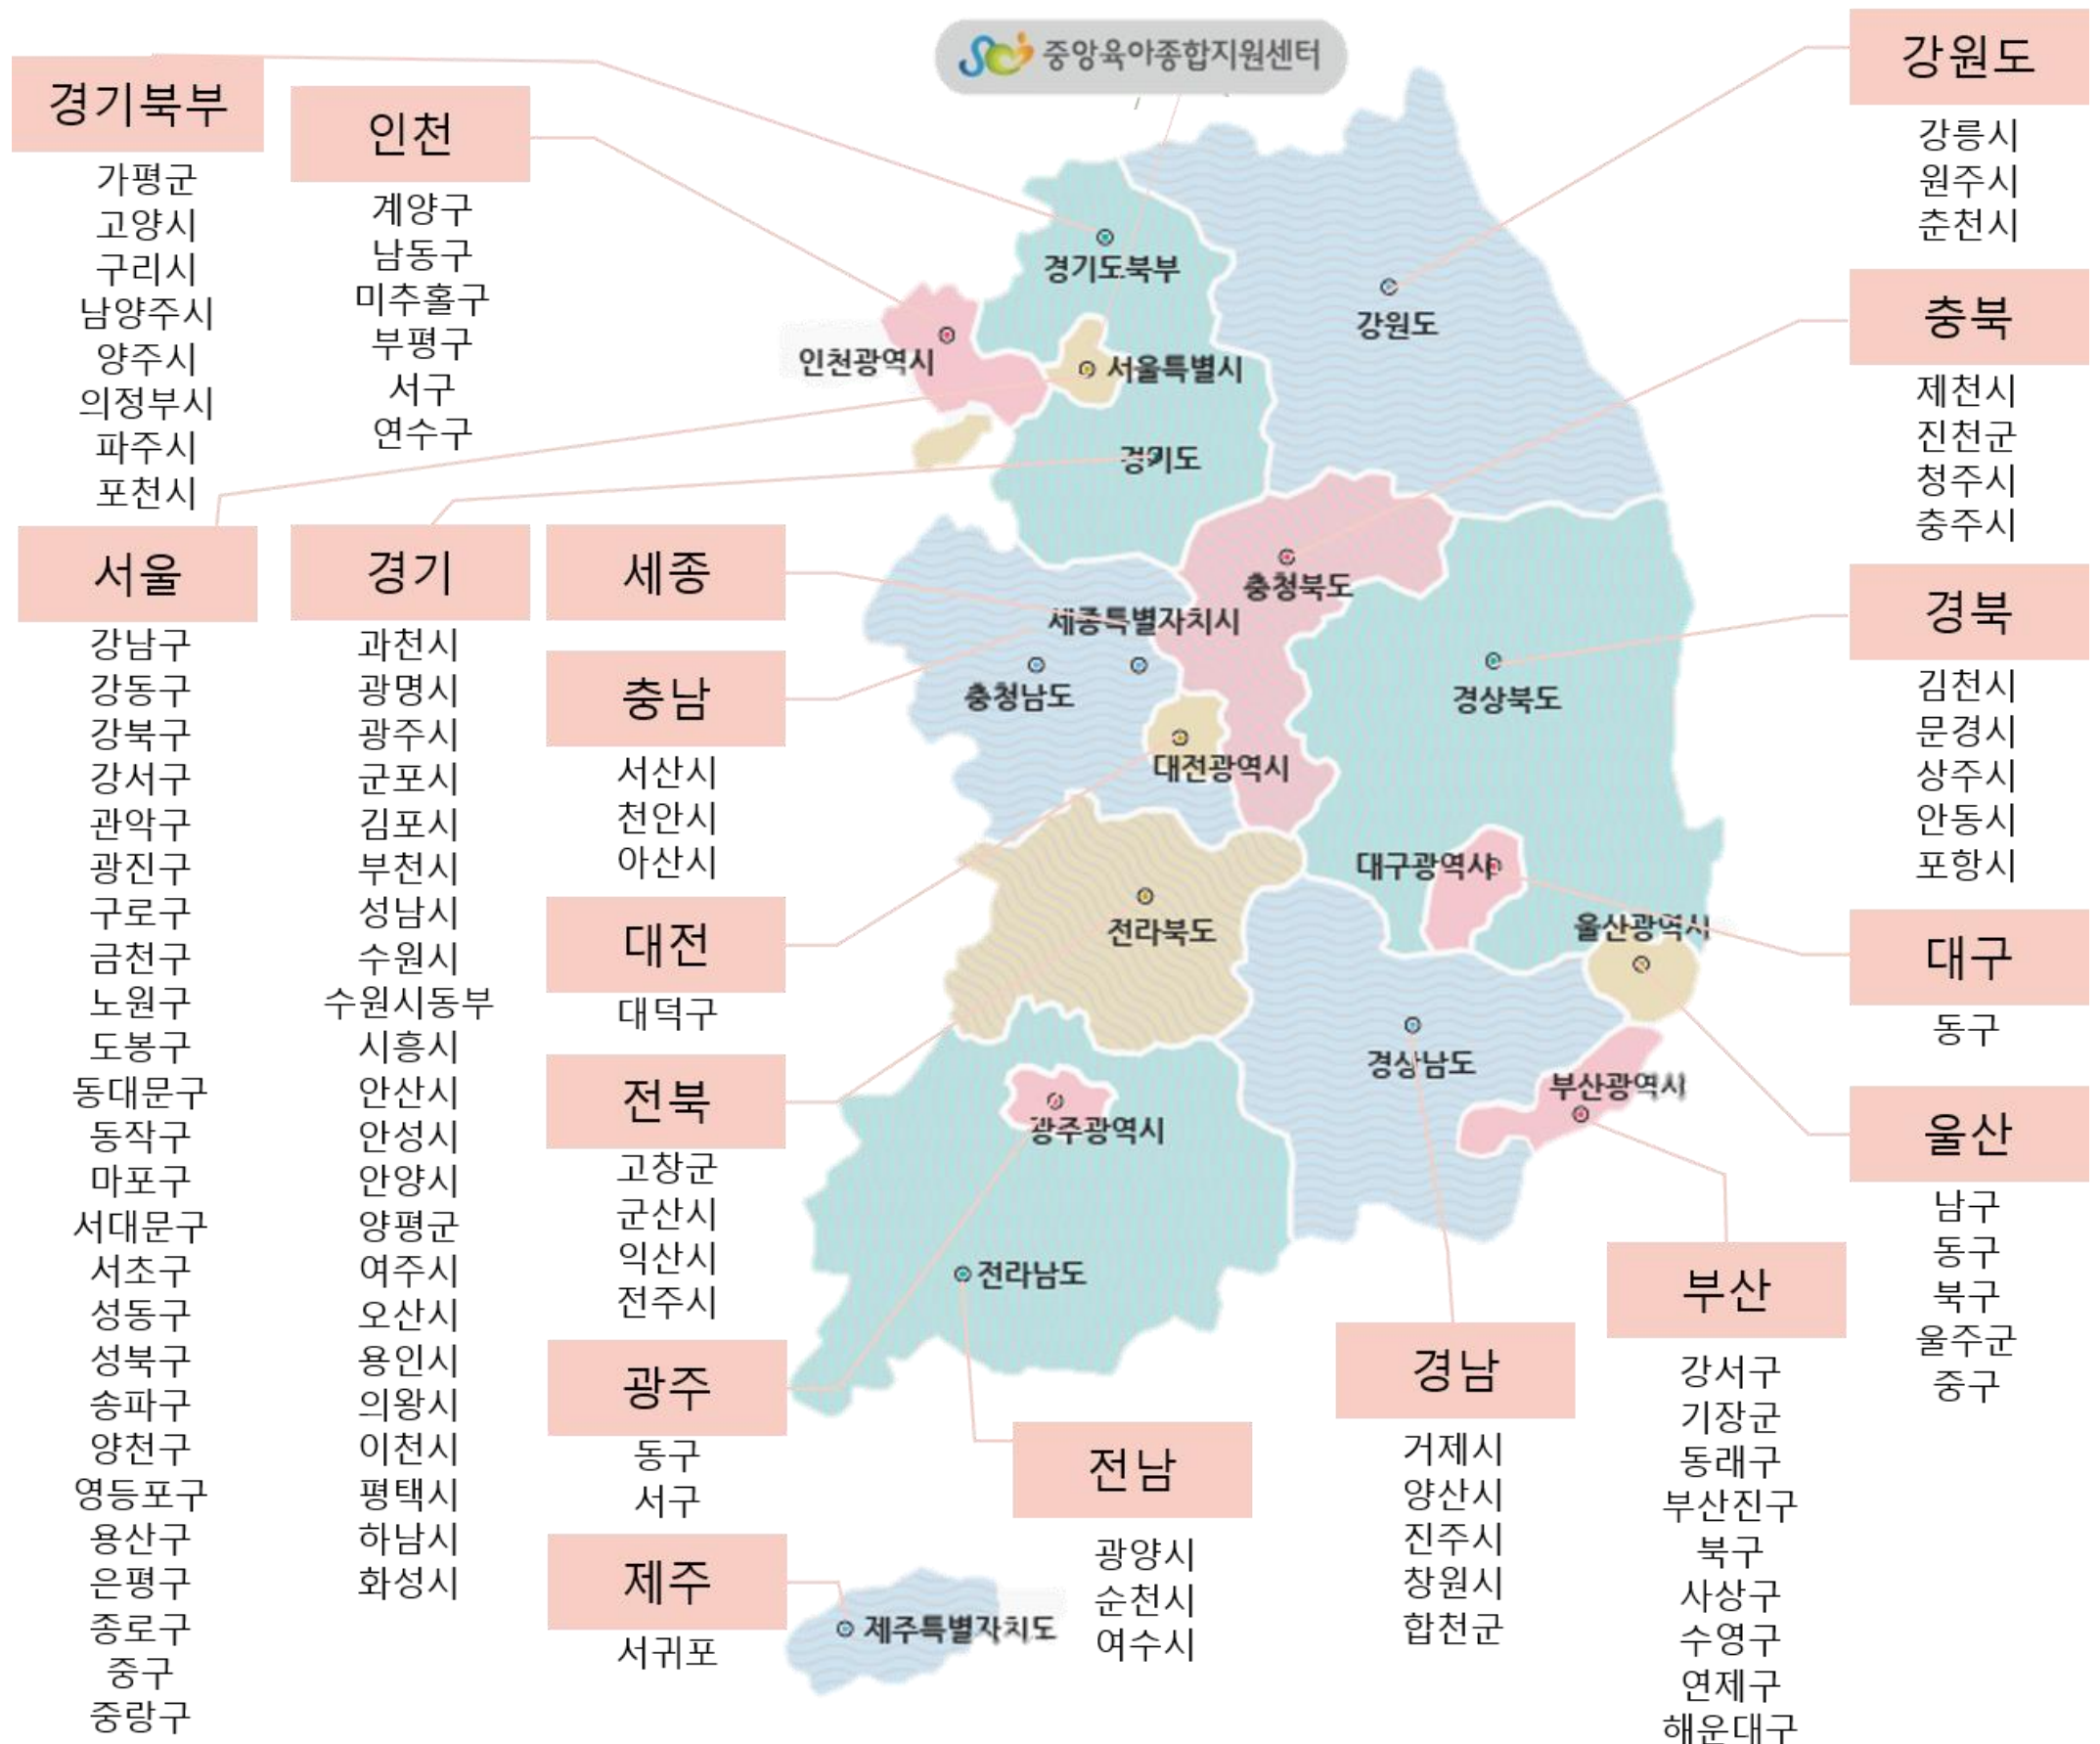 중앙육아종합지원센터
경기북부
가평군
고양시
구리시
남양주시
양주시
의정부시
파주시
포천시
인천
계양구
남동구
미추홀구
부평구
서구
연수구
서울
강남구
강동구
강북구
강서구
관악구
광진구
구로구
금천구
노원구
도봉구
동대문구
동작구
마포구
서대문구
서초구
성동구
성북구
송파구
양천구
영등포구
용산구
은평구
종로구
중구
중랑구
경기
과천시
광명시
광주시
군포시
김포시
부천시
성남시
수원시
수원시동부
시흥시
안산시
안성시
안양시
양평군
여주시
오산시
용인시
의왕시
이천시
평택시
하남시
화성시
세종
충남
서산시
천안시
아산시
대전
대덕구
전북
고창군
군산시
익산시
전주시
광주
동구
서구
제주
서귀포
경기도북부
강원도
인천광역시
서울특별시
경기도
충청북도
세종특별자치시
충청남도
경상북도
대전광역시
대구광역시
전라북도
울산광역시
경상남도
부산광역시
광주광역시
전라남도
제주특별자치도
전남
광양시
순천시
여수시
경남
거제시
양산시
진주시
창원시
합천군
부산
강서구
기장군
동래구
부산진구
북구
사상구
수영구
연제구
해운대구
강원도
강릉시
원주시
춘천시
충북
제천시
진천군
청주시
충주시
경북
김천시
문경시
상주시
안동시
포항시
대구
동구
울산
남구
동구
북구
울주군
중구